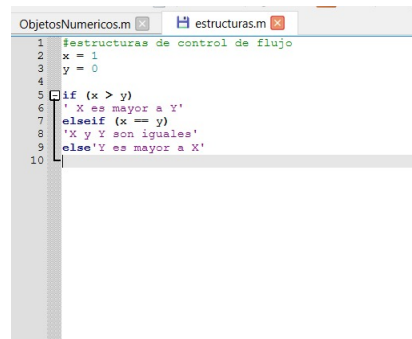 ObjetosNumericos.m estructuras.m
1 #estructuras de control de flujo
2 x = 1
3 y = 0
4
5 if (x > y)
6 ' X es mayor a Y'
7 elseif (x == y)
8 'X y Y son iguales'
9 else'Y es mayor a X'
10